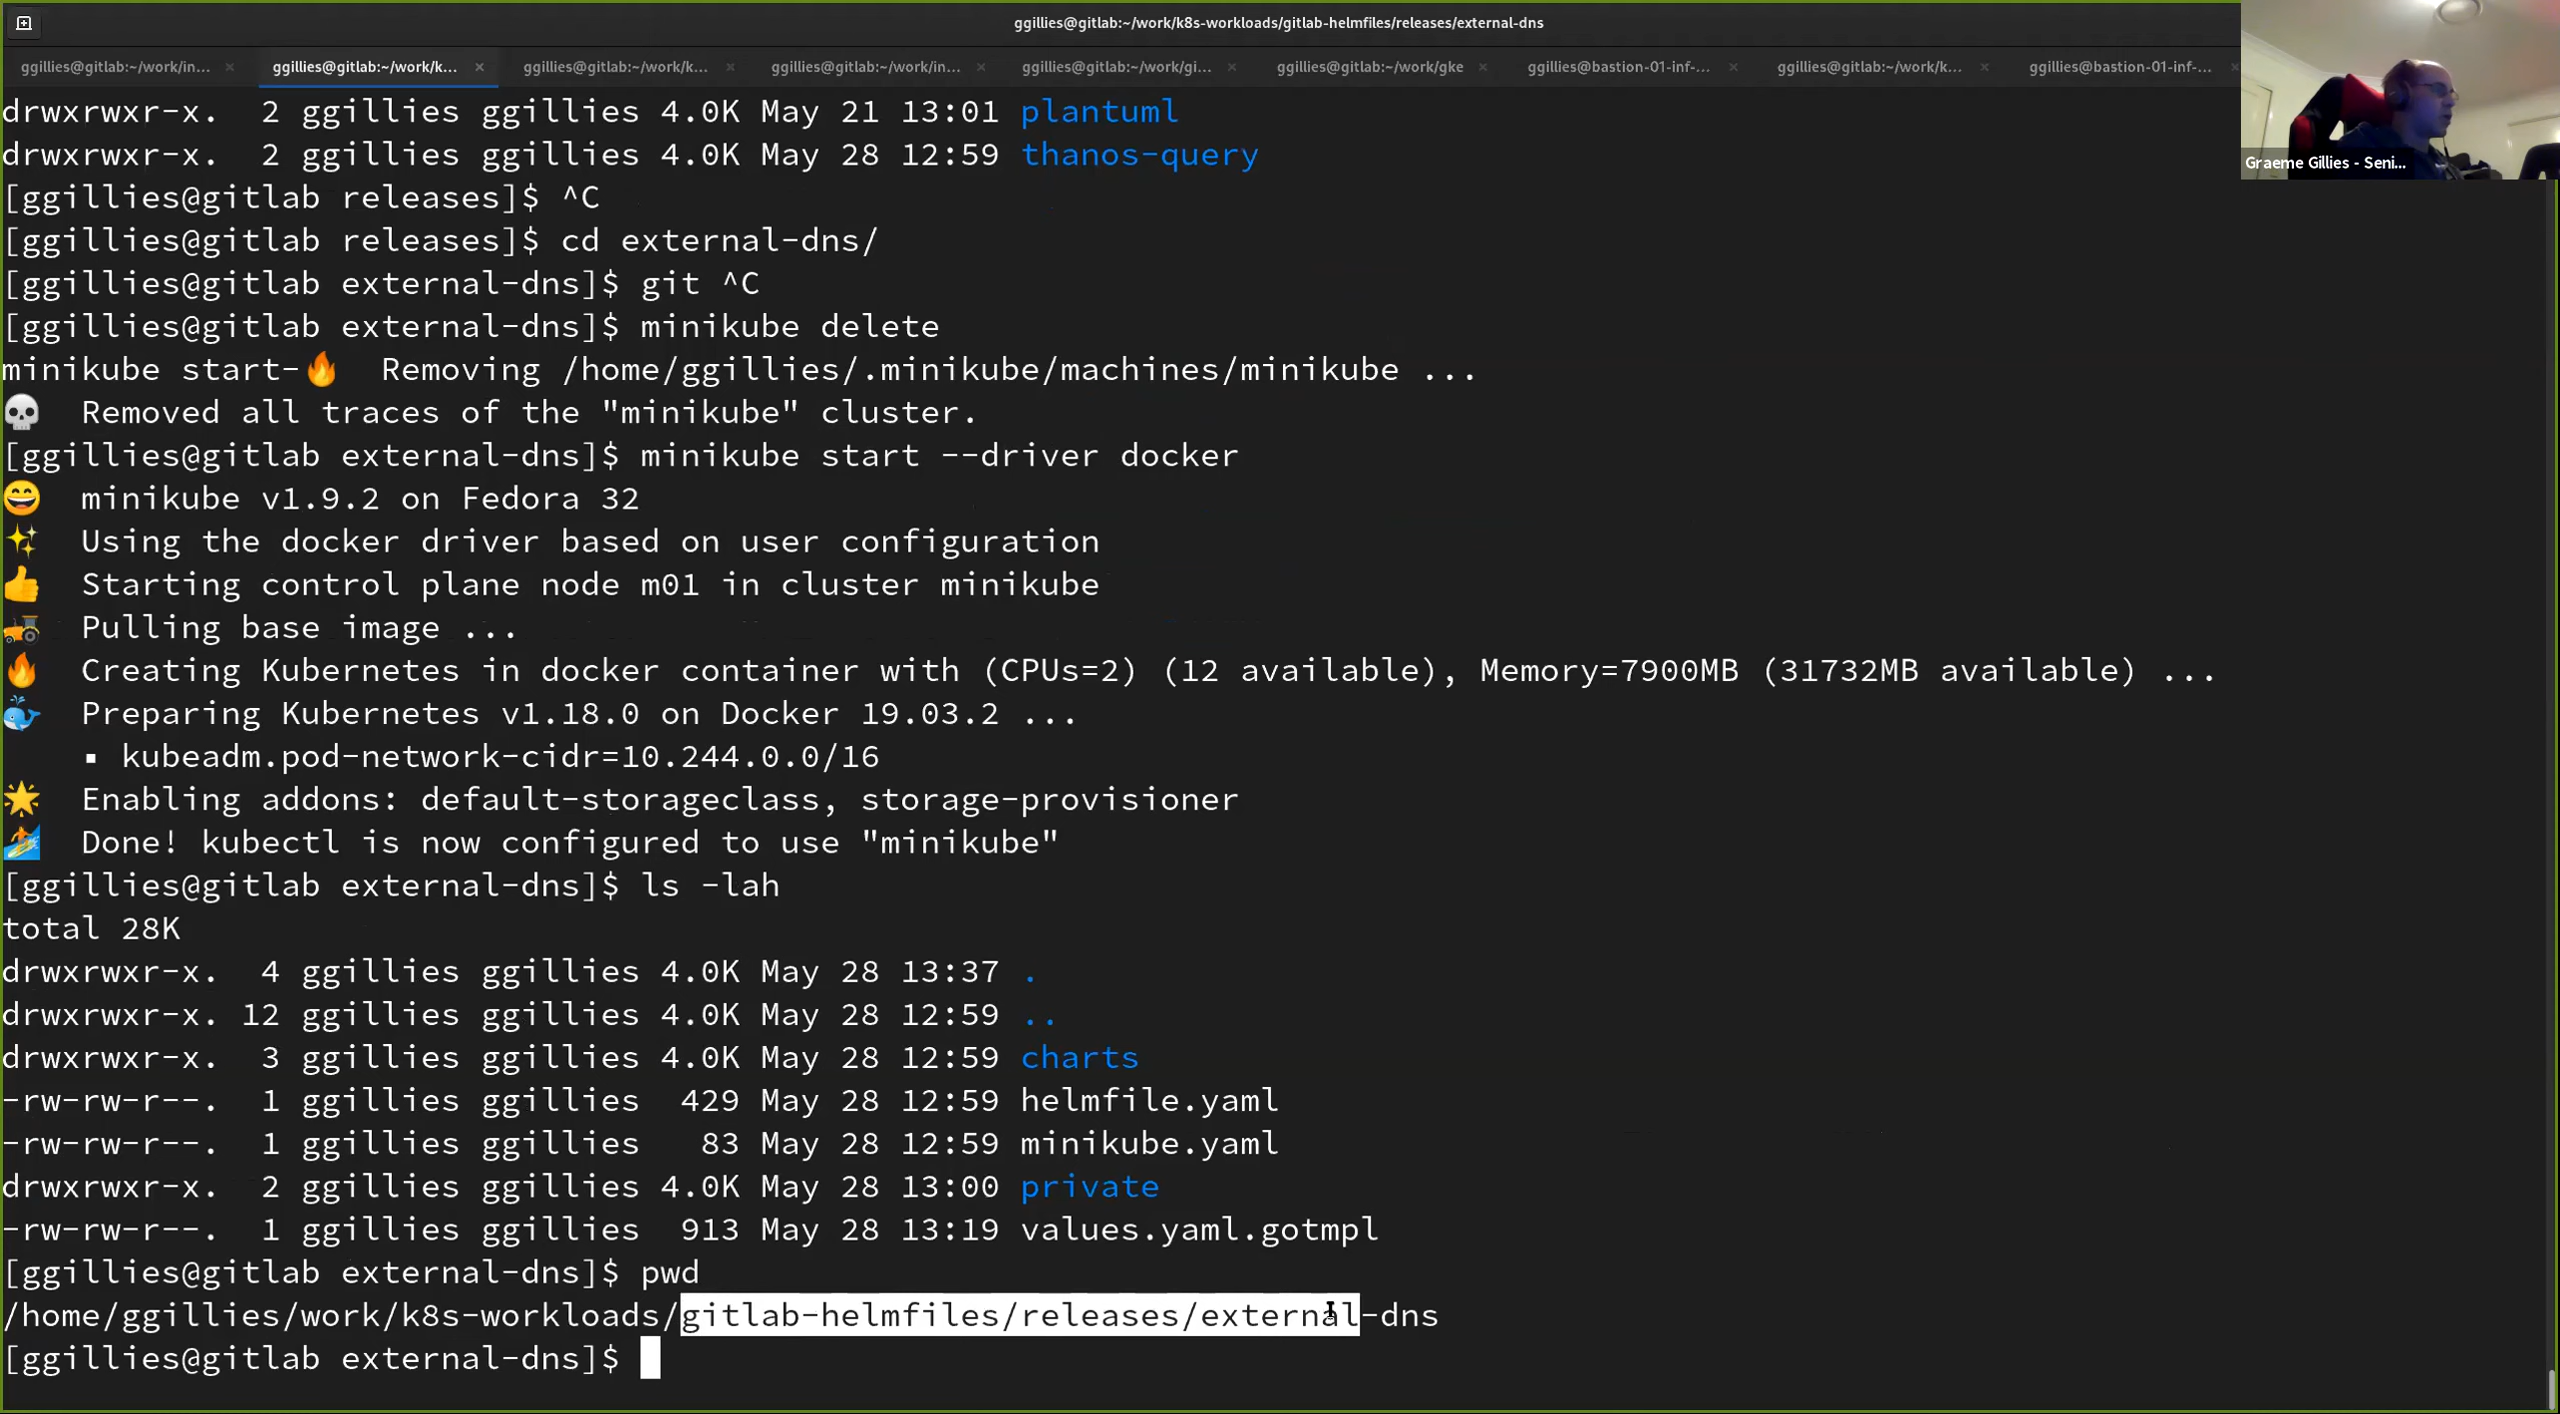 ggillies@gitlab:~/work/k8s-workloads/gitlab-helmfiles/releases/external-dns
ggillies@gitlab:~/work/in... × ggillies@gitlab:~/work/k... × ggillies@gitlab:~/work/k... × ggillies@gitlab:~/work/in... × ggillies@gitlab:~/work/gi... × ggillies@gitlab:~/work/gke × ggillies@bastion-01-inf-... × ggillies@gitlab:~/work/k... × ggillies@bastion-01-inf-... ×
Graeme Gillies - Seni...
drwxrwxr-x.  2 ggillies ggillies 4.0K May 21 13:01 plantuml
drwxrwxr-x.  2 ggillies ggillies 4.0K May 28 12:59 thanos-query
[ggillies@gitlab releases]$ ^C
[ggillies@gitlab releases]$ cd external-dns/
[ggillies@gitlab external-dns]$ git ^C
[ggillies@gitlab external-dns]$ minikube delete
minikube start-🔥  Removing /home/ggillies/.minikube/machines/minikube ...
💀  Removed all traces of the "minikube" cluster.
[ggillies@gitlab external-dns]$ minikube start --driver docker
😄  minikube v1.9.2 on Fedora 32
✨  Using the docker driver based on user configuration
👍  Starting control plane node m01 in cluster minikube
🚜  Pulling base image ...
🔥  Creating Kubernetes in docker container with (CPUs=2) (12 available), Memory=7900MB (31732MB available) ...
🐳  Preparing Kubernetes v1.18.0 on Docker 19.03.2 ...
    ▪ kubeadm.pod-network-cidr=10.244.0.0/16
🌟  Enabling addons: default-storageclass, storage-provisioner
🏄  Done! kubectl is now configured to use "minikube"
[ggillies@gitlab external-dns]$ ls -lah
total 28K
drwxrwxr-x.  4 ggillies ggillies 4.0K May 28 13:37 .
drwxrwxr-x. 12 ggillies ggillies 4.0K May 28 12:59 ..
drwxrwxr-x.  3 ggillies ggillies 4.0K May 28 12:59 charts
-rw-rw-r--.  1 ggillies ggillies  429 May 28 12:59 helmfile.yaml
-rw-rw-r--.  1 ggillies ggillies   83 May 28 12:59 minikube.yaml
drwxrwxr-x.  2 ggillies ggillies 4.0K May 28 13:00 private
-rw-rw-r--.  1 ggillies ggillies  913 May 28 13:19 values.yaml.gotmpl
[ggillies@gitlab external-dns]$ pwd
/home/ggillies/work/k8s-workloads/gitlab-helmfiles/releases/external-dns
[ggillies@gitlab external-dns]$